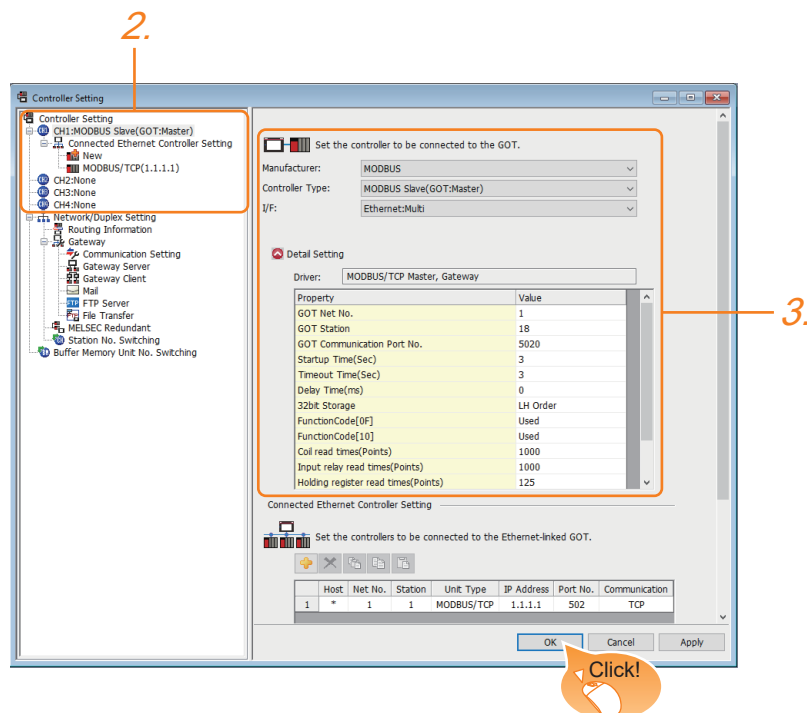 2.
Controller Setting
Controller Setting
CH1:MODBUS Slave(GOT:Master)
Connected Ethernet Controller Setting
New
MODBUS/TCP(1.1.1.1)
CH2:None
CH3:None
CH4:None
Network/Duplex Setting
Routing Information
Gateway
Communication Setting
Gateway Server
Gateway Client
Mail
FTP Server
File Transfer
MELSEC Redundant
Station No. Switching
Buffer Memory Unit No. Switching
Set the controller to be connected to the GOT.
Manufacturer: MODBUS
Controller Type: MODBUS Slave(GOT:Master)
I/F: Ethernet:Multi
Detail Setting
Driver: MODBUS/TCP Master, Gateway
Property Value
GOT Net No. 1
GOT Station 18
GOT Communication Port No. 5020
Startup Time(Sec) 3
Timeout Time(Sec) 3
Delay Time(ms) 0
32bit Storage LH Order
FunctionCode[0F] Used
FunctionCode[10] Used
Coil read times(Points) 1000
Input relay read times(Points) 1000
Holding register read times(Points) 125
3.
Connected Ethernet Controller Setting
Set the controllers to be connected to the Ethernet-linked GOT.
Host Net No. Station Unit Type IP Address Port No. Communication
1 * 1 1 MODBUS/TCP 1.1.1.1 502 TCP
OK Cancel Apply
Click!